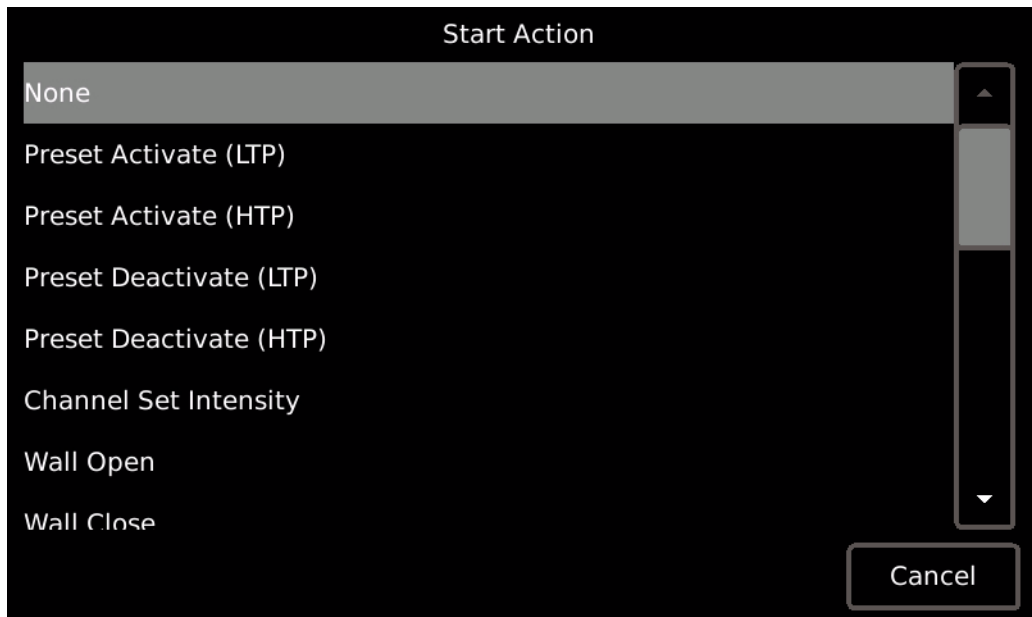 Start Action
None
Preset Activate (LTP)
Preset Activate (HTP)
Preset Deactivate (LTP)
Preset Deactivate (HTP)
Channel Set Intensity
Wall Open
Wall Close
Cancel